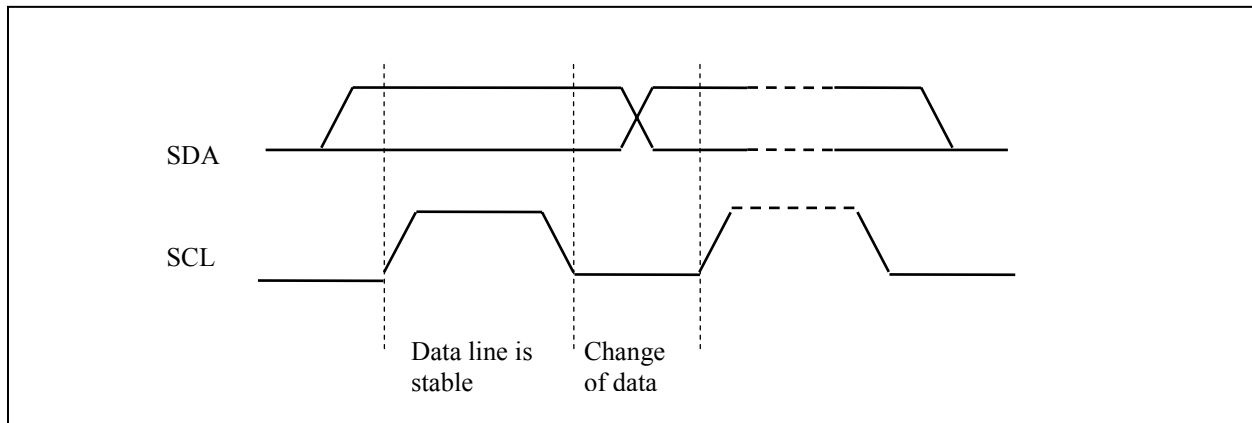 SDA
SCL
Data line is
stable
Change
of data